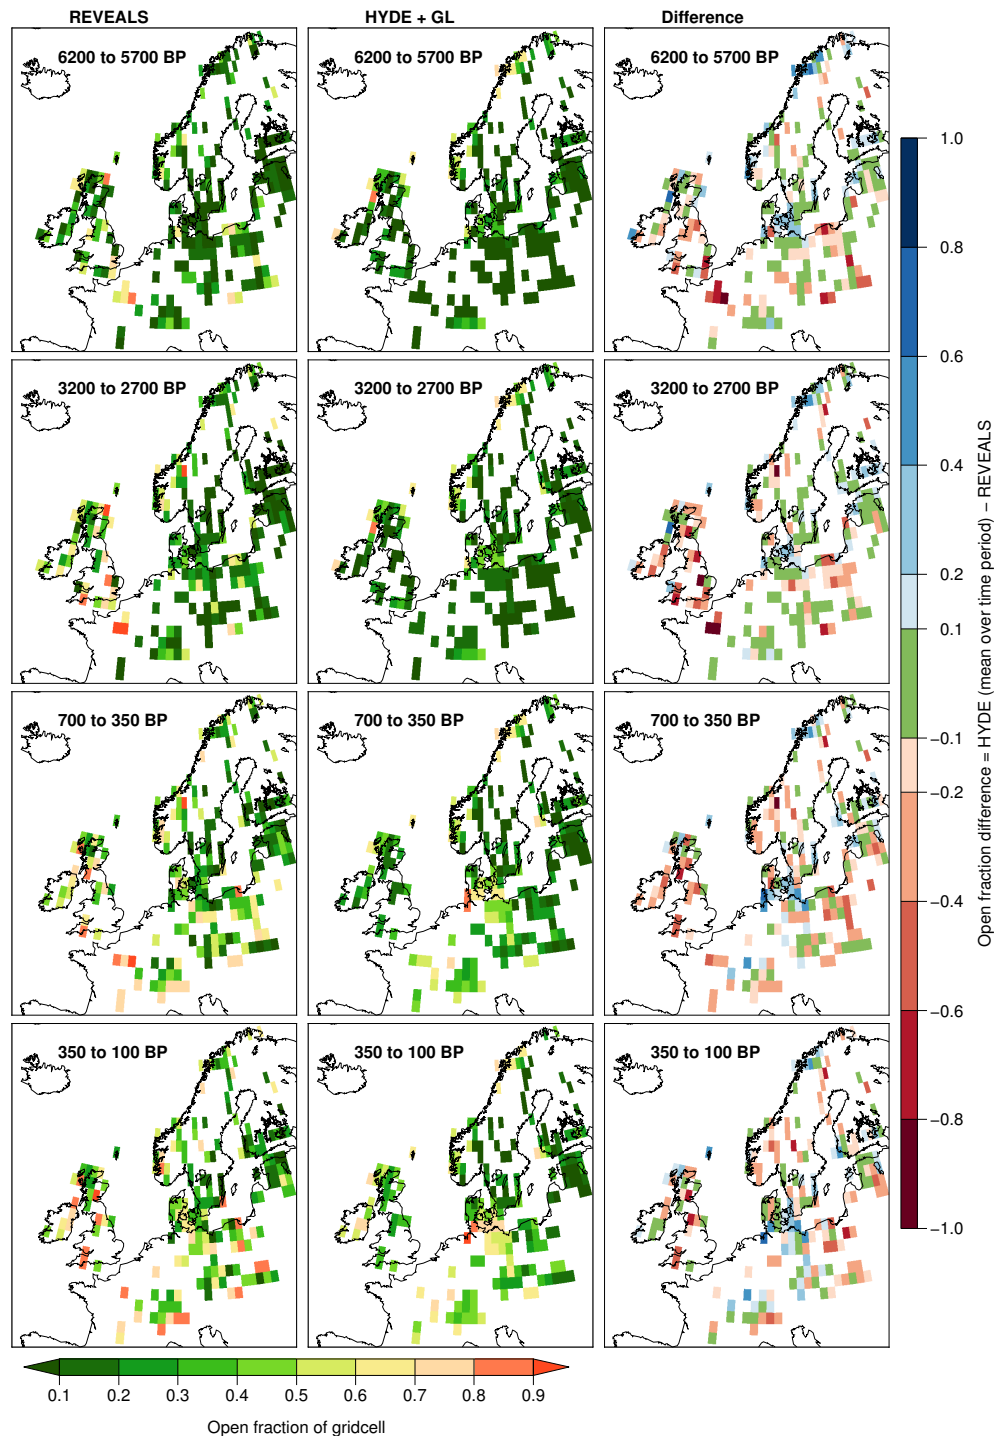 REVEALS HYDE + GL Difference
6200 to 5700 BP 6200 to 5700 BP 6200 to 5700 BP
3200 to 2700 BP 3200 to 2700 BP 3200 to 2700 BP
700 to 350 BP 700 to 350 BP 700 to 350 BP
350 to 100 BP 350 to 100 BP 350 to 100 BP
1.0
0.8
0.6
0.4
0.2
0.1
−0.1
−0.2
−0.4
−0.6
−0.8
−1.0
Open fraction difference = HYDE (mean over time period) − REVEALS
0.1 0.2 0.3 0.4 0.5 0.6 0.7 0.8 0.9
Open fraction of gridcell